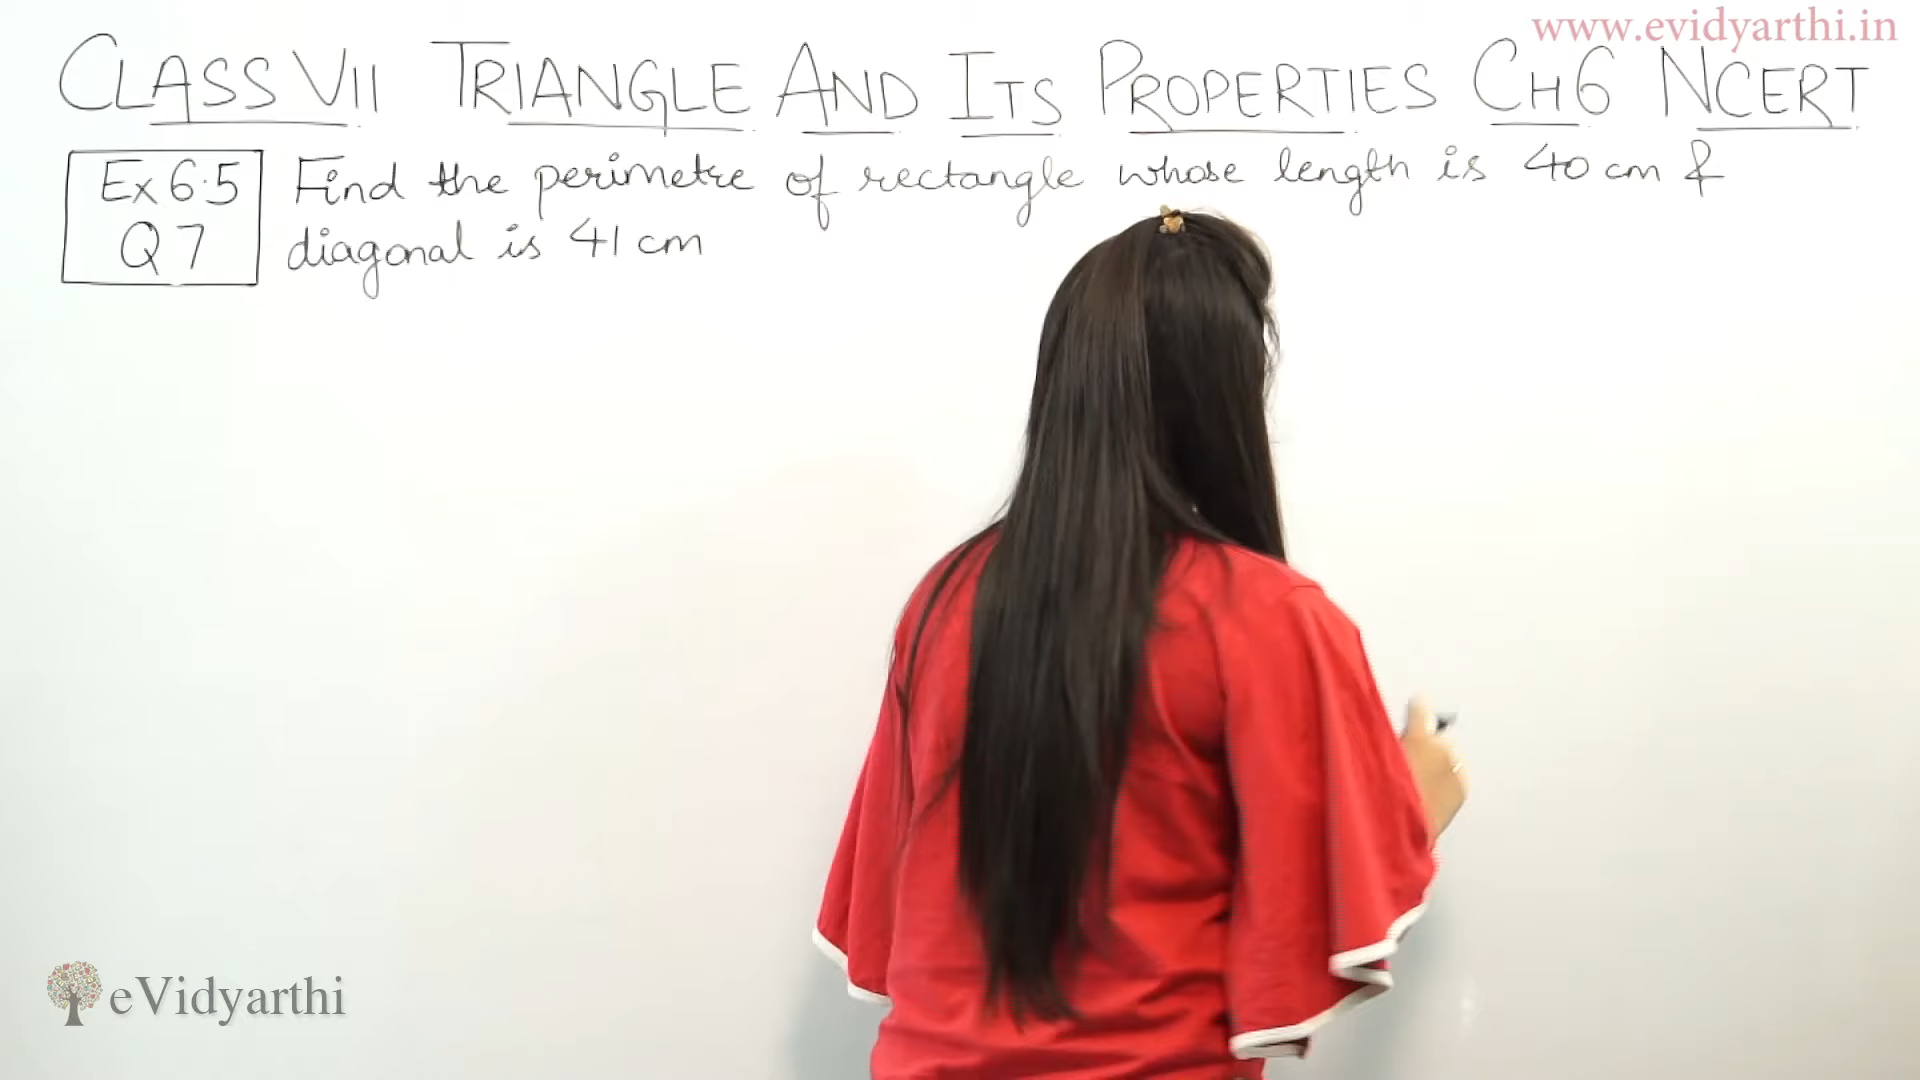 www.evidyarthi.in
CLASS VII TRIANGLE AND ITS PROPERTIES CH6 NCERT
Ex 6.5 Find the perimetre of rectangle whose length is 40 cm &
Q 7 diagonal is 41 cm
eVidyarthi